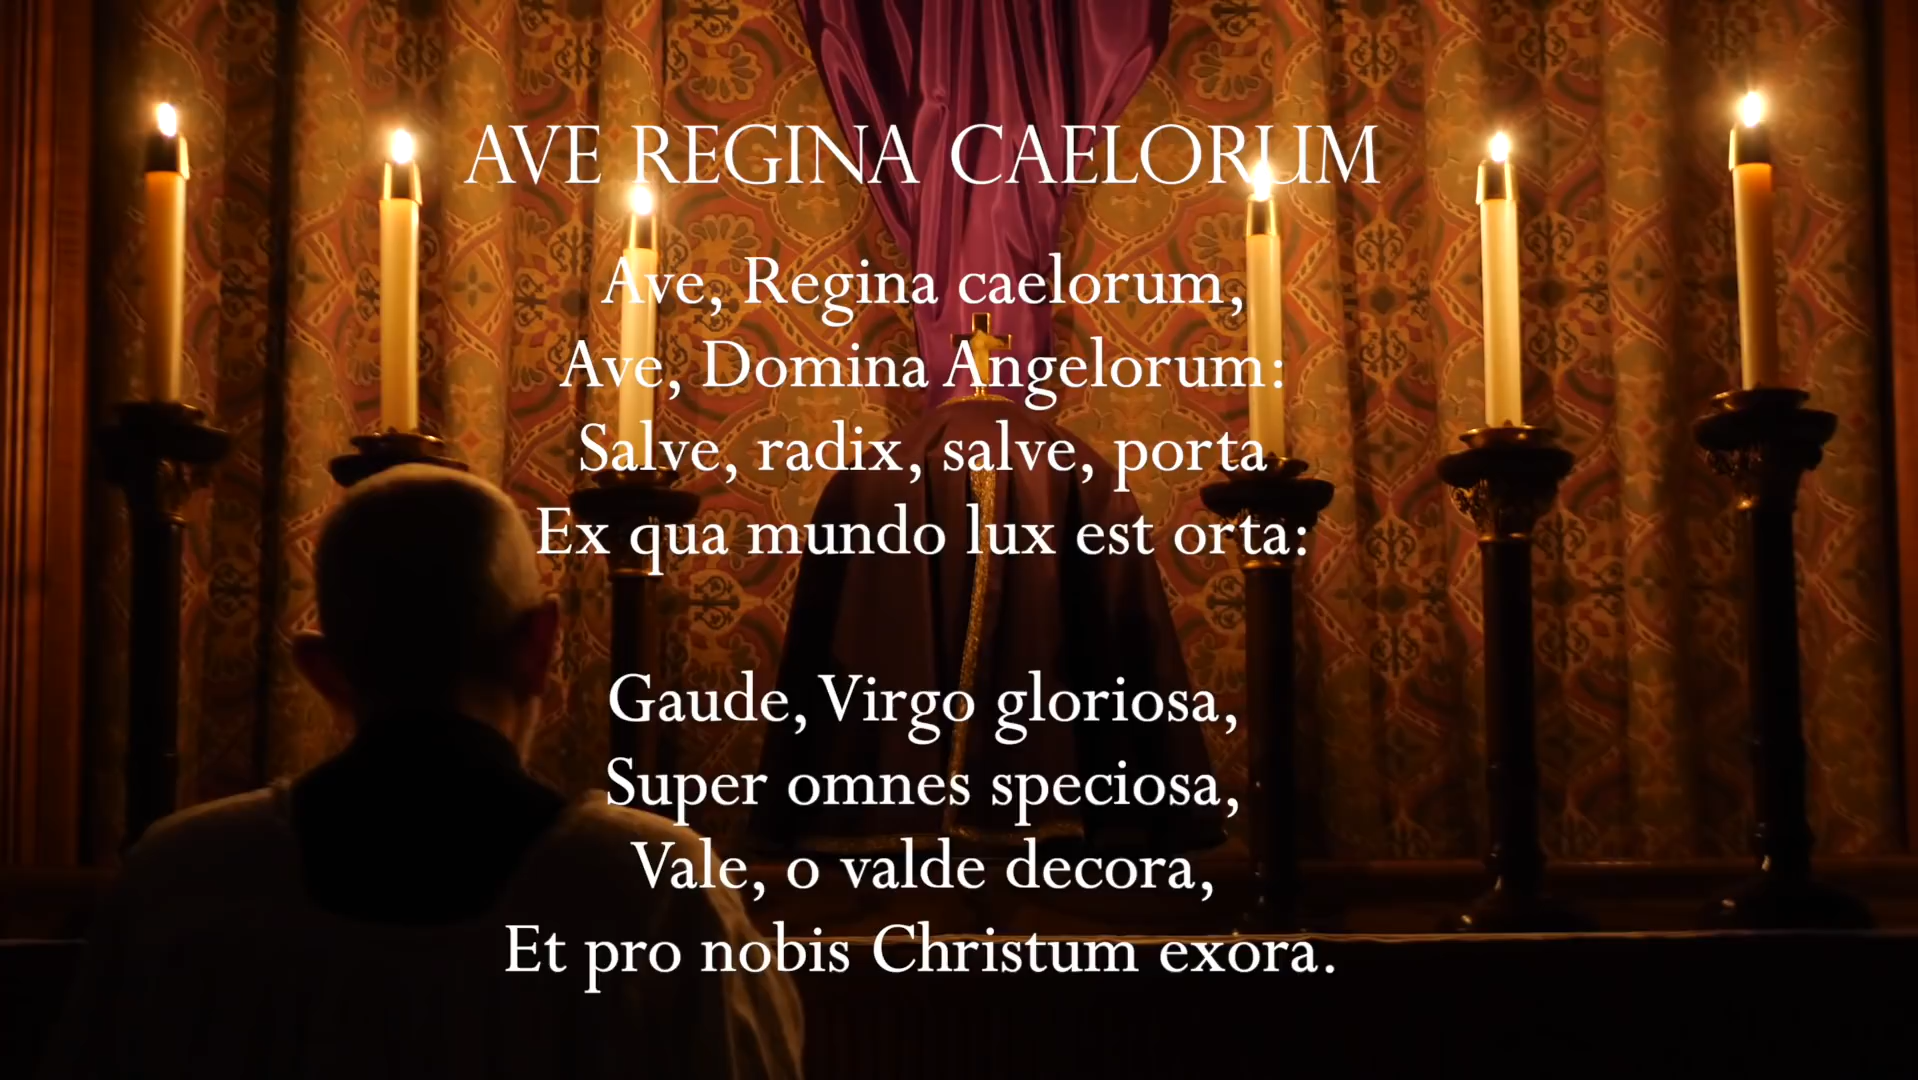 AVE REGINA CAELORUM
Ave, Regina caelorum,
Ave, Domina Angelorum:
Salve, radix, salve, porta
Ex qua mundo lux est orta:
Gaude, Virgo gloriosa,
Super omnes speciosa,
Vale, o valde decora,
Et pro nobis Christum exora.